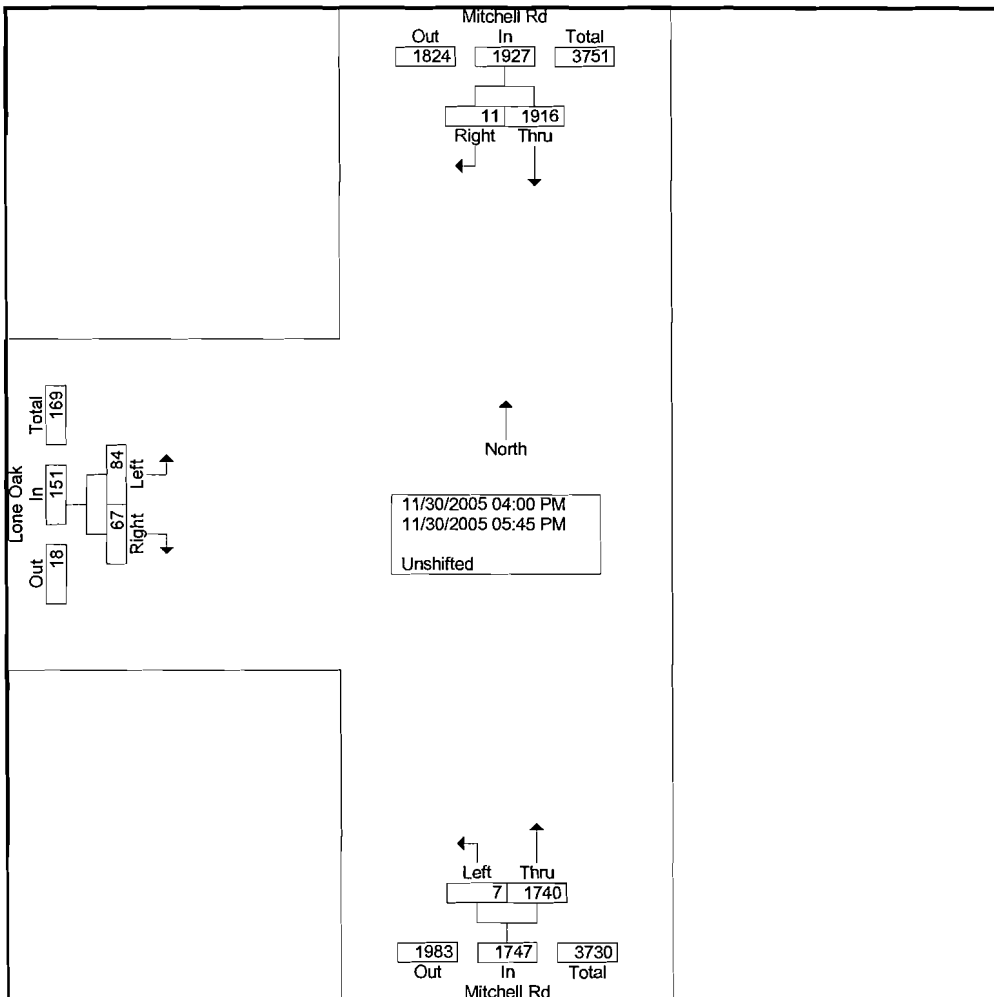 Mitchell Rd
Out In Total
1824 1927 3751
11 1916
Right Thru
Lone Oak
Total 169
In 151
Out 18
84 Left
67 Right
North
11/30/2005 04:00 PM
11/30/2005 05:45 PM
Unshifted
Left Thru
7 1740
1983 1747 3730
Out In Total
Mitchell Rd